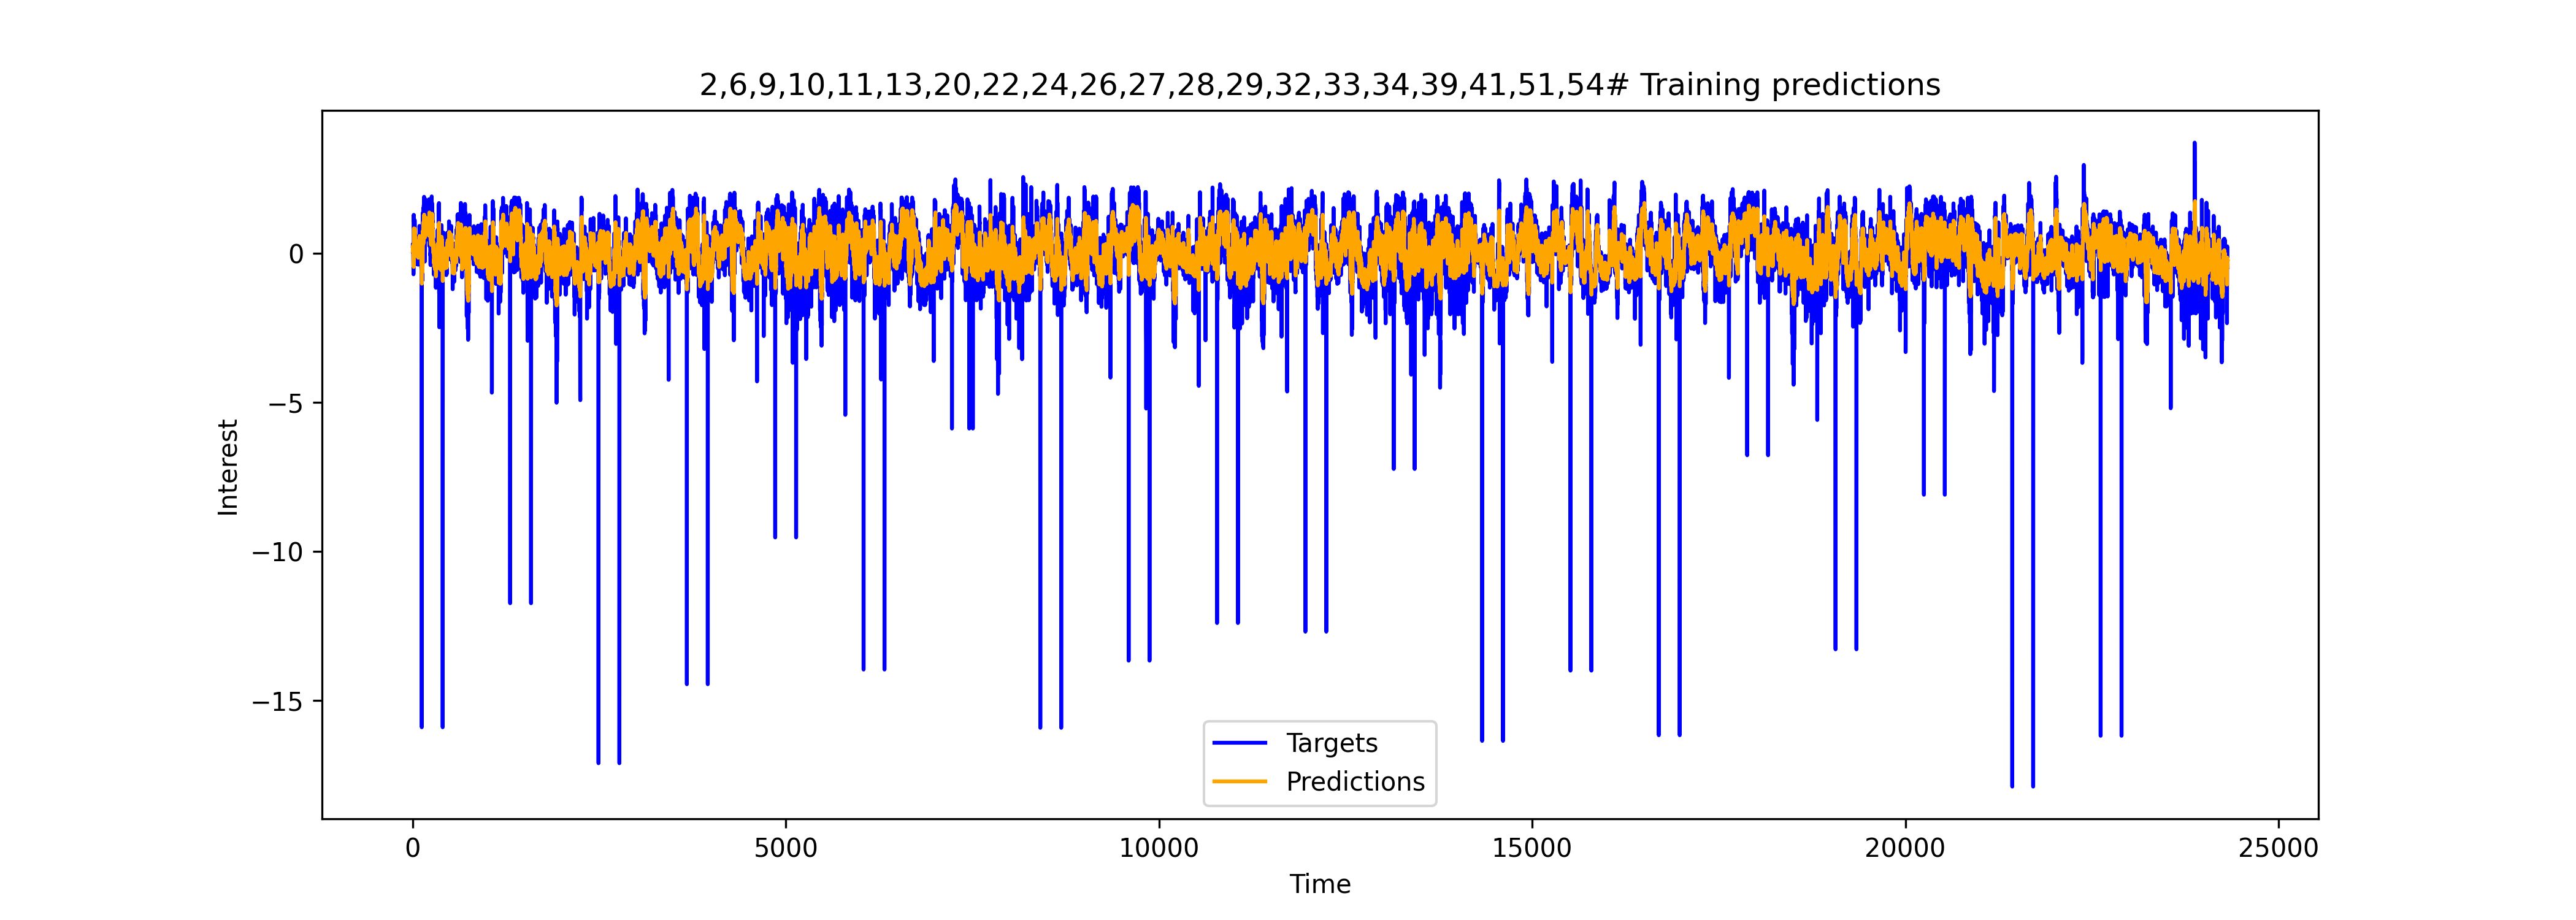 2,6,9,10,11,13,20,22,24,26,27,28,29,32,33,34,39,41,51,54# Training predictions
Interest
0
−5
−10
−15
Targets
Predictions
0 5000 10000 15000 20000 25000
Time